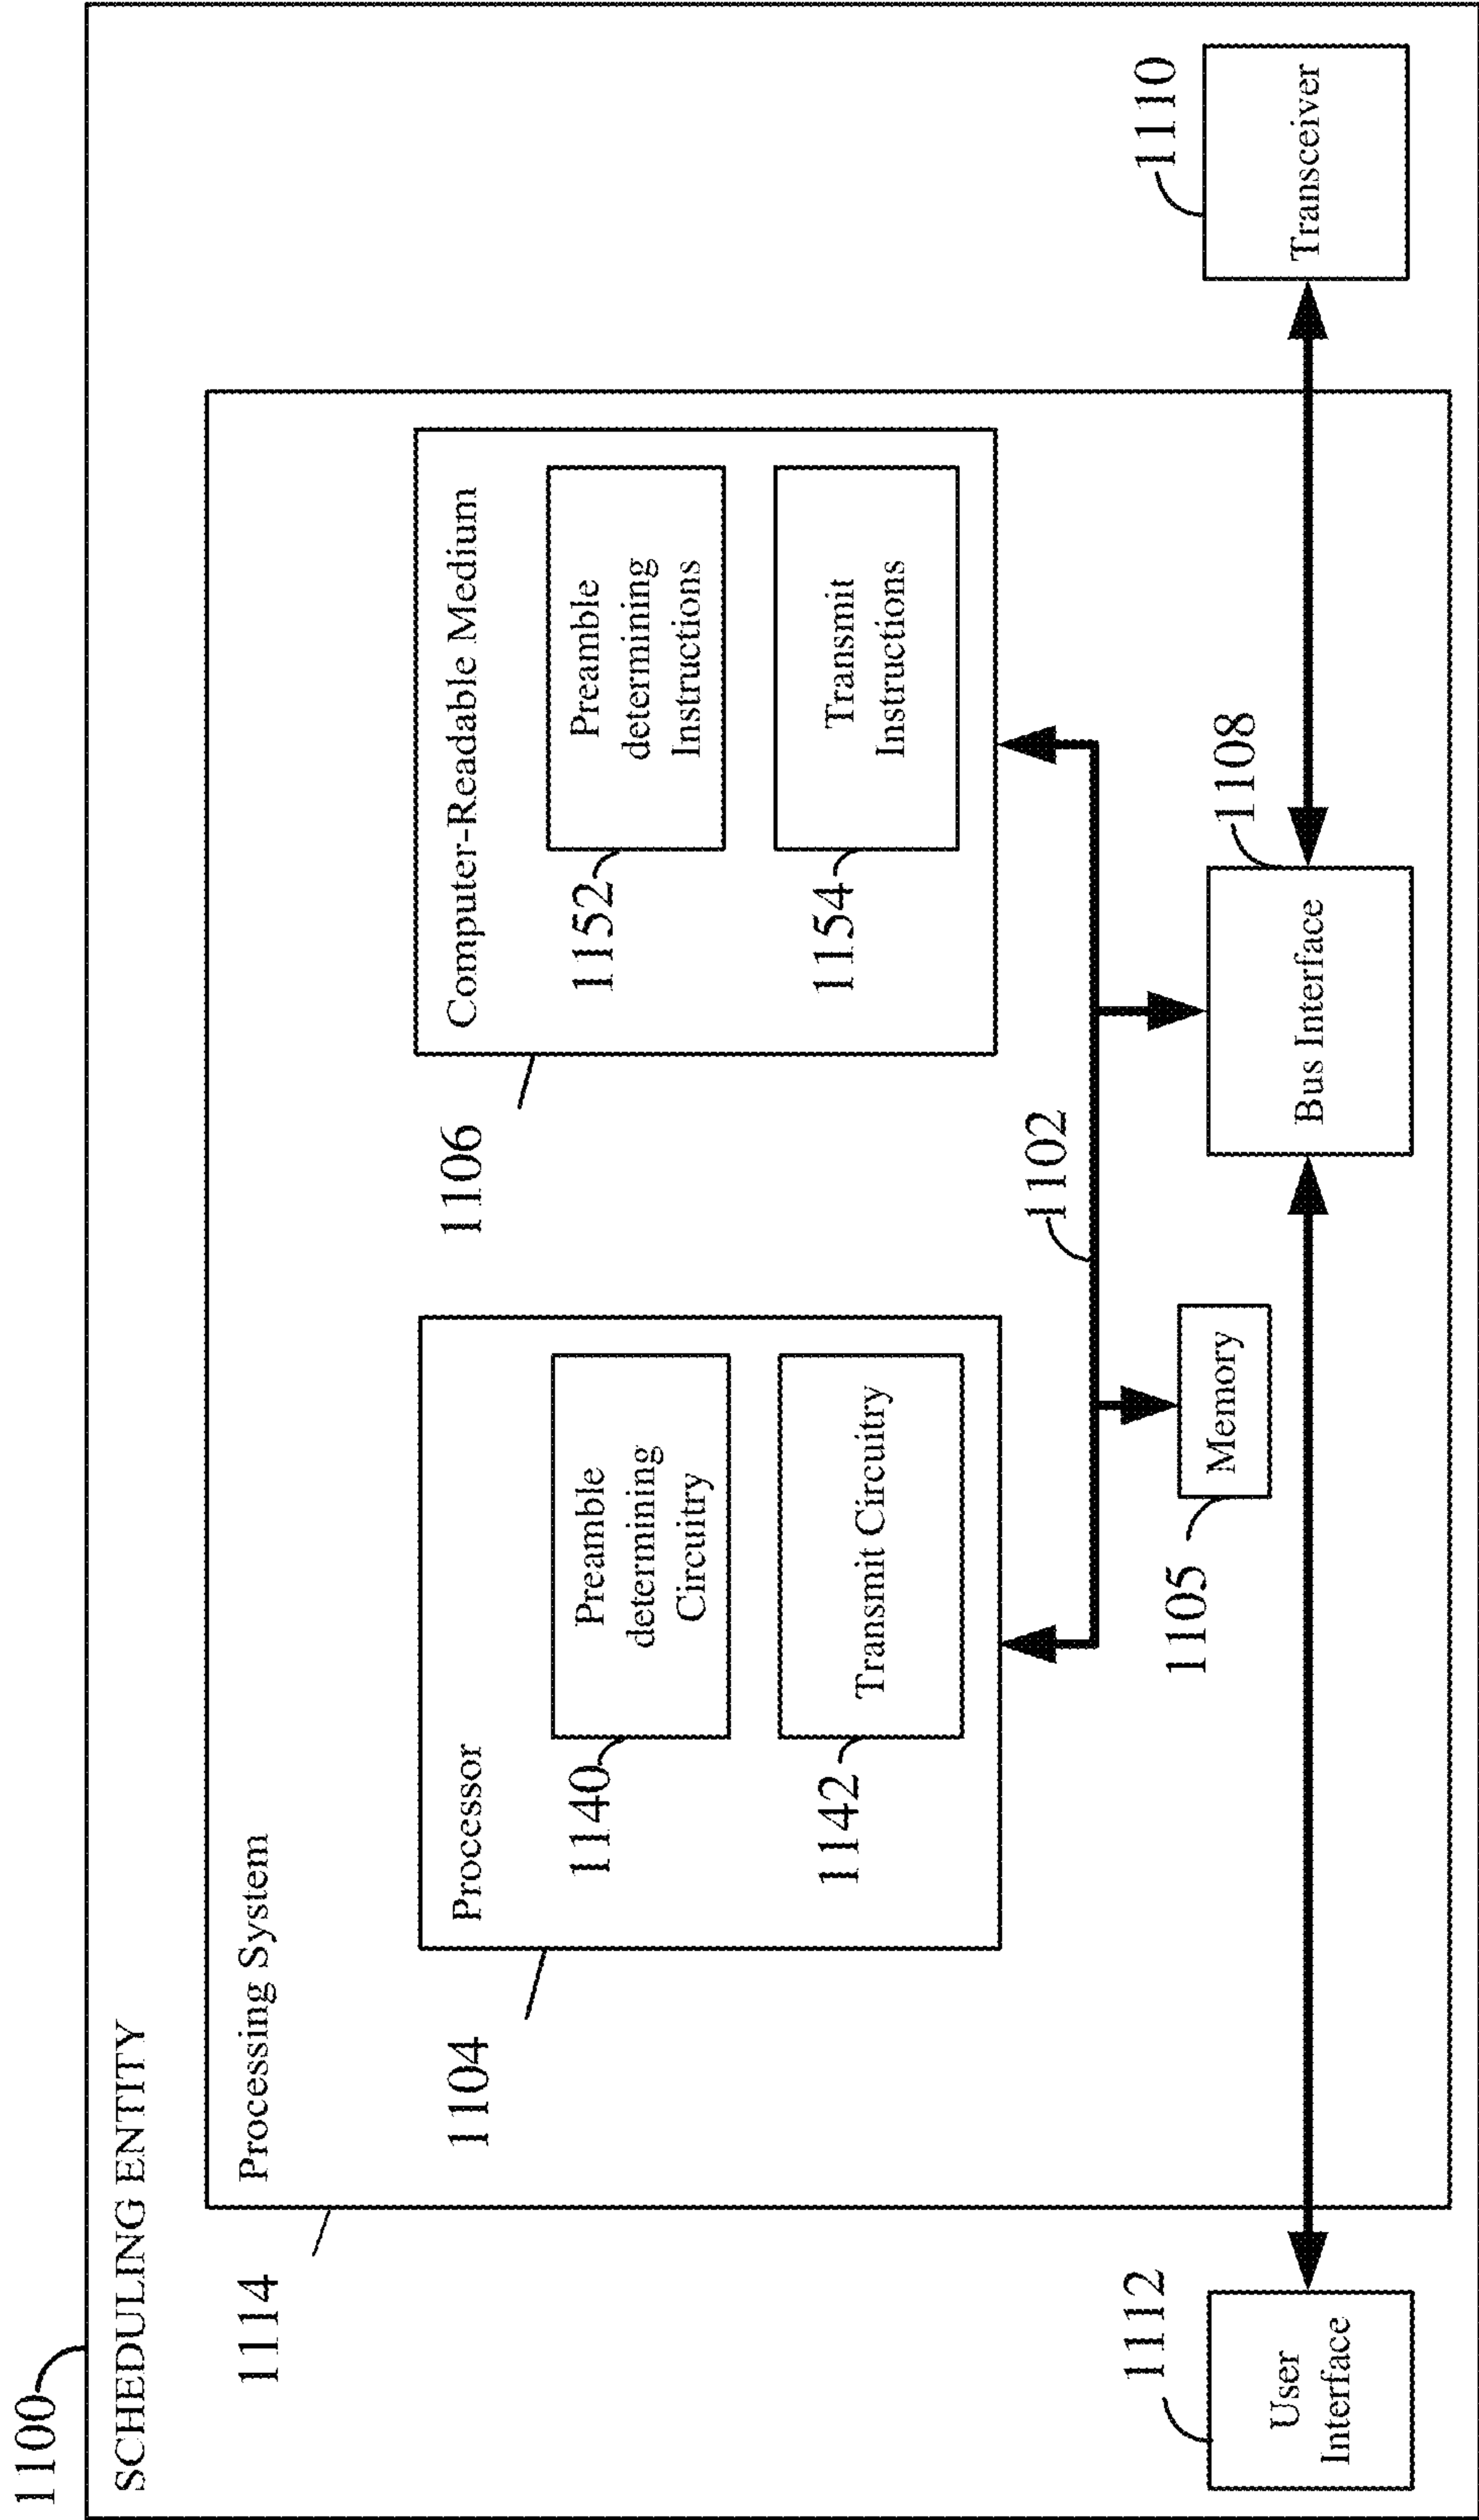 1100
SCHEDULING ENTITY
1114
Processing System
1104
Processor
1140
Preamble
determining
Circuitry
1142
Transmit Circuitry
1106
Computer-Readable Medium
1152
Preamble
determining
Instructions
1154
Transmit
Instructions
1102
1105
Memory
1108
Bus Interface
1112
User
Interface
1110
Transceiver